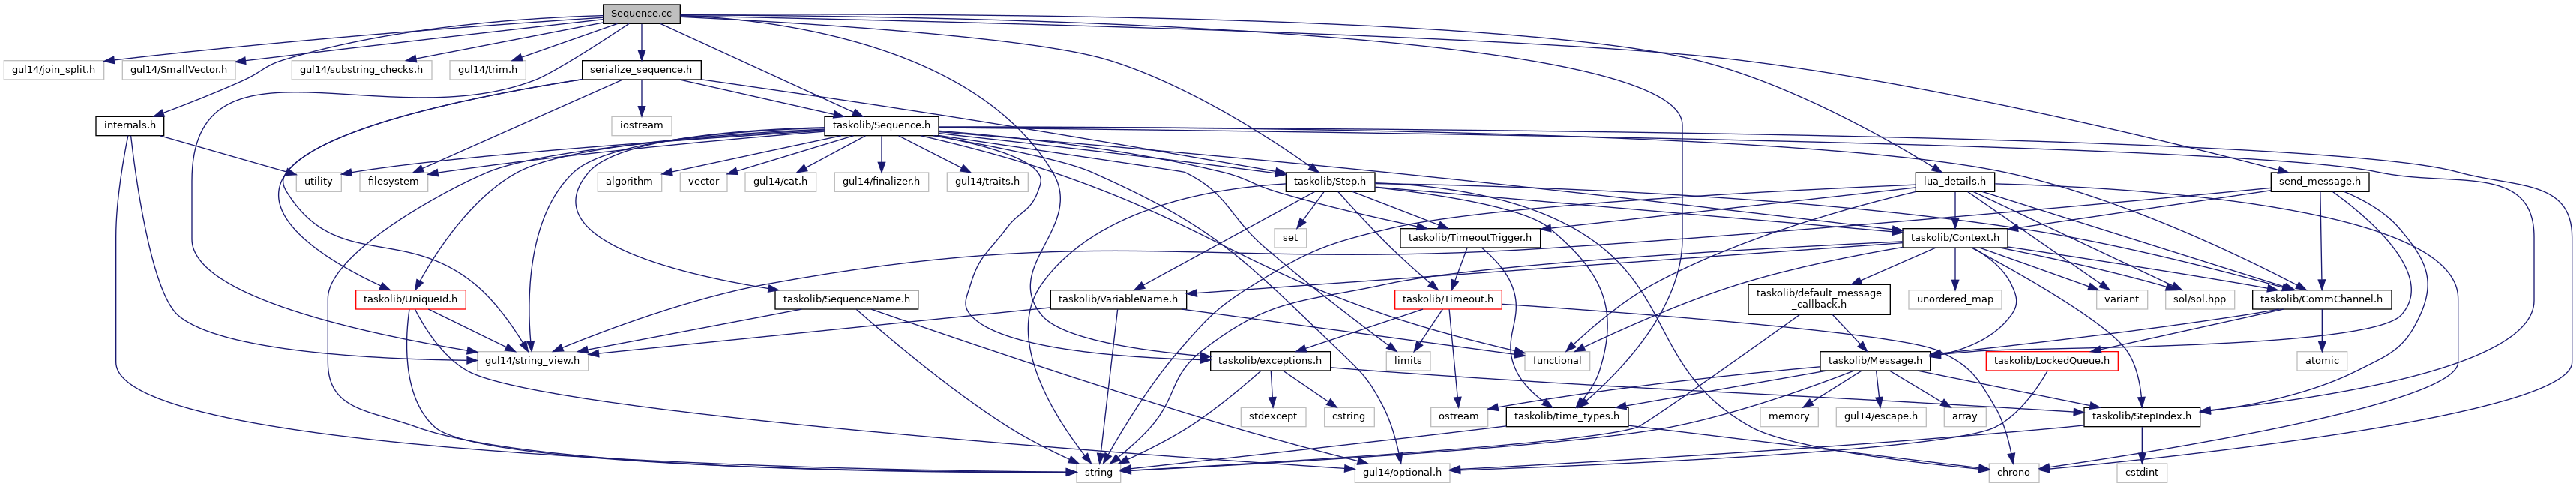 Sequence.cc
gul14/join_split.h
gul14/SmallVector.h
gul14/substring_checks.h
gul14/trim.h
serialize_sequence.h
internals.h
iostream
taskolib/Sequence.h
utility
filesystem
algorithm
vector
gul14/cat.h
gul14/finalizer.h
gul14/traits.h
taskolib/Step.h
lua_details.h
send_message.h
set
taskolib/TimeoutTrigger.h
taskolib/Context.h
taskolib/UniqueId.h
taskolib/SequenceName.h
taskolib/VariableName.h
taskolib/Timeout.h
taskolib/default_message
_callback.h
unordered_map
variant
sol/sol.hpp
taskolib/CommChannel.h
gul14/string_view.h
taskolib/exceptions.h
limits
functional
taskolib/Message.h
taskolib/LockedQueue.h
atomic
stdexcept
cstring
ostream
taskolib/time_types.h
memory
gul14/escape.h
array
taskolib/StepIndex.h
string
gul14/optional.h
chrono
cstdint